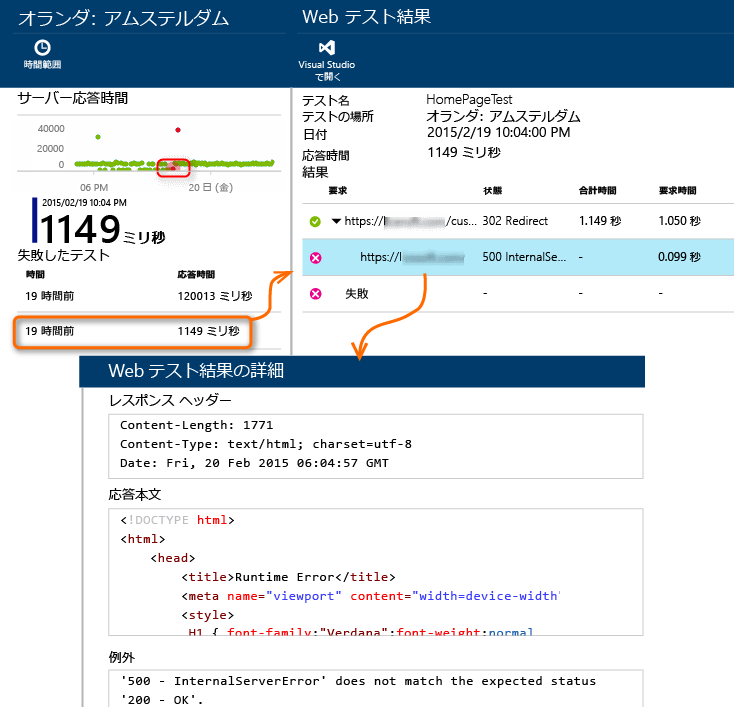 オランダ: アムステルダム
時間範囲
サーバー応答時間
40000
20000
0
06 PM
20 日 (金)
2015/02/19 10:04 PM
1149 ミリ秒
失敗したテスト
時間 応答時間
19 時間前 120013 ミリ秒
19 時間前 1149 ミリ秒
Web テスト結果
Visual Studio
で開く
テスト名 HomePageTest
テストの場所 オランダ: アムステルダム
日付 2015/2/19 10:04:00 PM
応答時間 1149 ミリ秒
結果
要求 状態 合計時間 要求時間
https:// /cus... 302 Redirect 1.149 秒 1.050 秒
https:// 500 InternalSe... - 0.099 秒
失敗 - - -
Web テスト結果の詳細
レスポンス ヘッダー
Content-Length: 1771
Content-Type: text/html; charset=utf-8
Date: Fri, 20 Feb 2015 06:04:57 GMT
応答本文
<!DOCTYPE html>
<html>
<head>
<title>Runtime Error</title>
<meta name="viewport" content="width=device-width"
<style>
H1 { font-family:"Verdana";font-weight:normal
例外
'500 - InternalServerError' does not match the expected status
'200 - OK'.